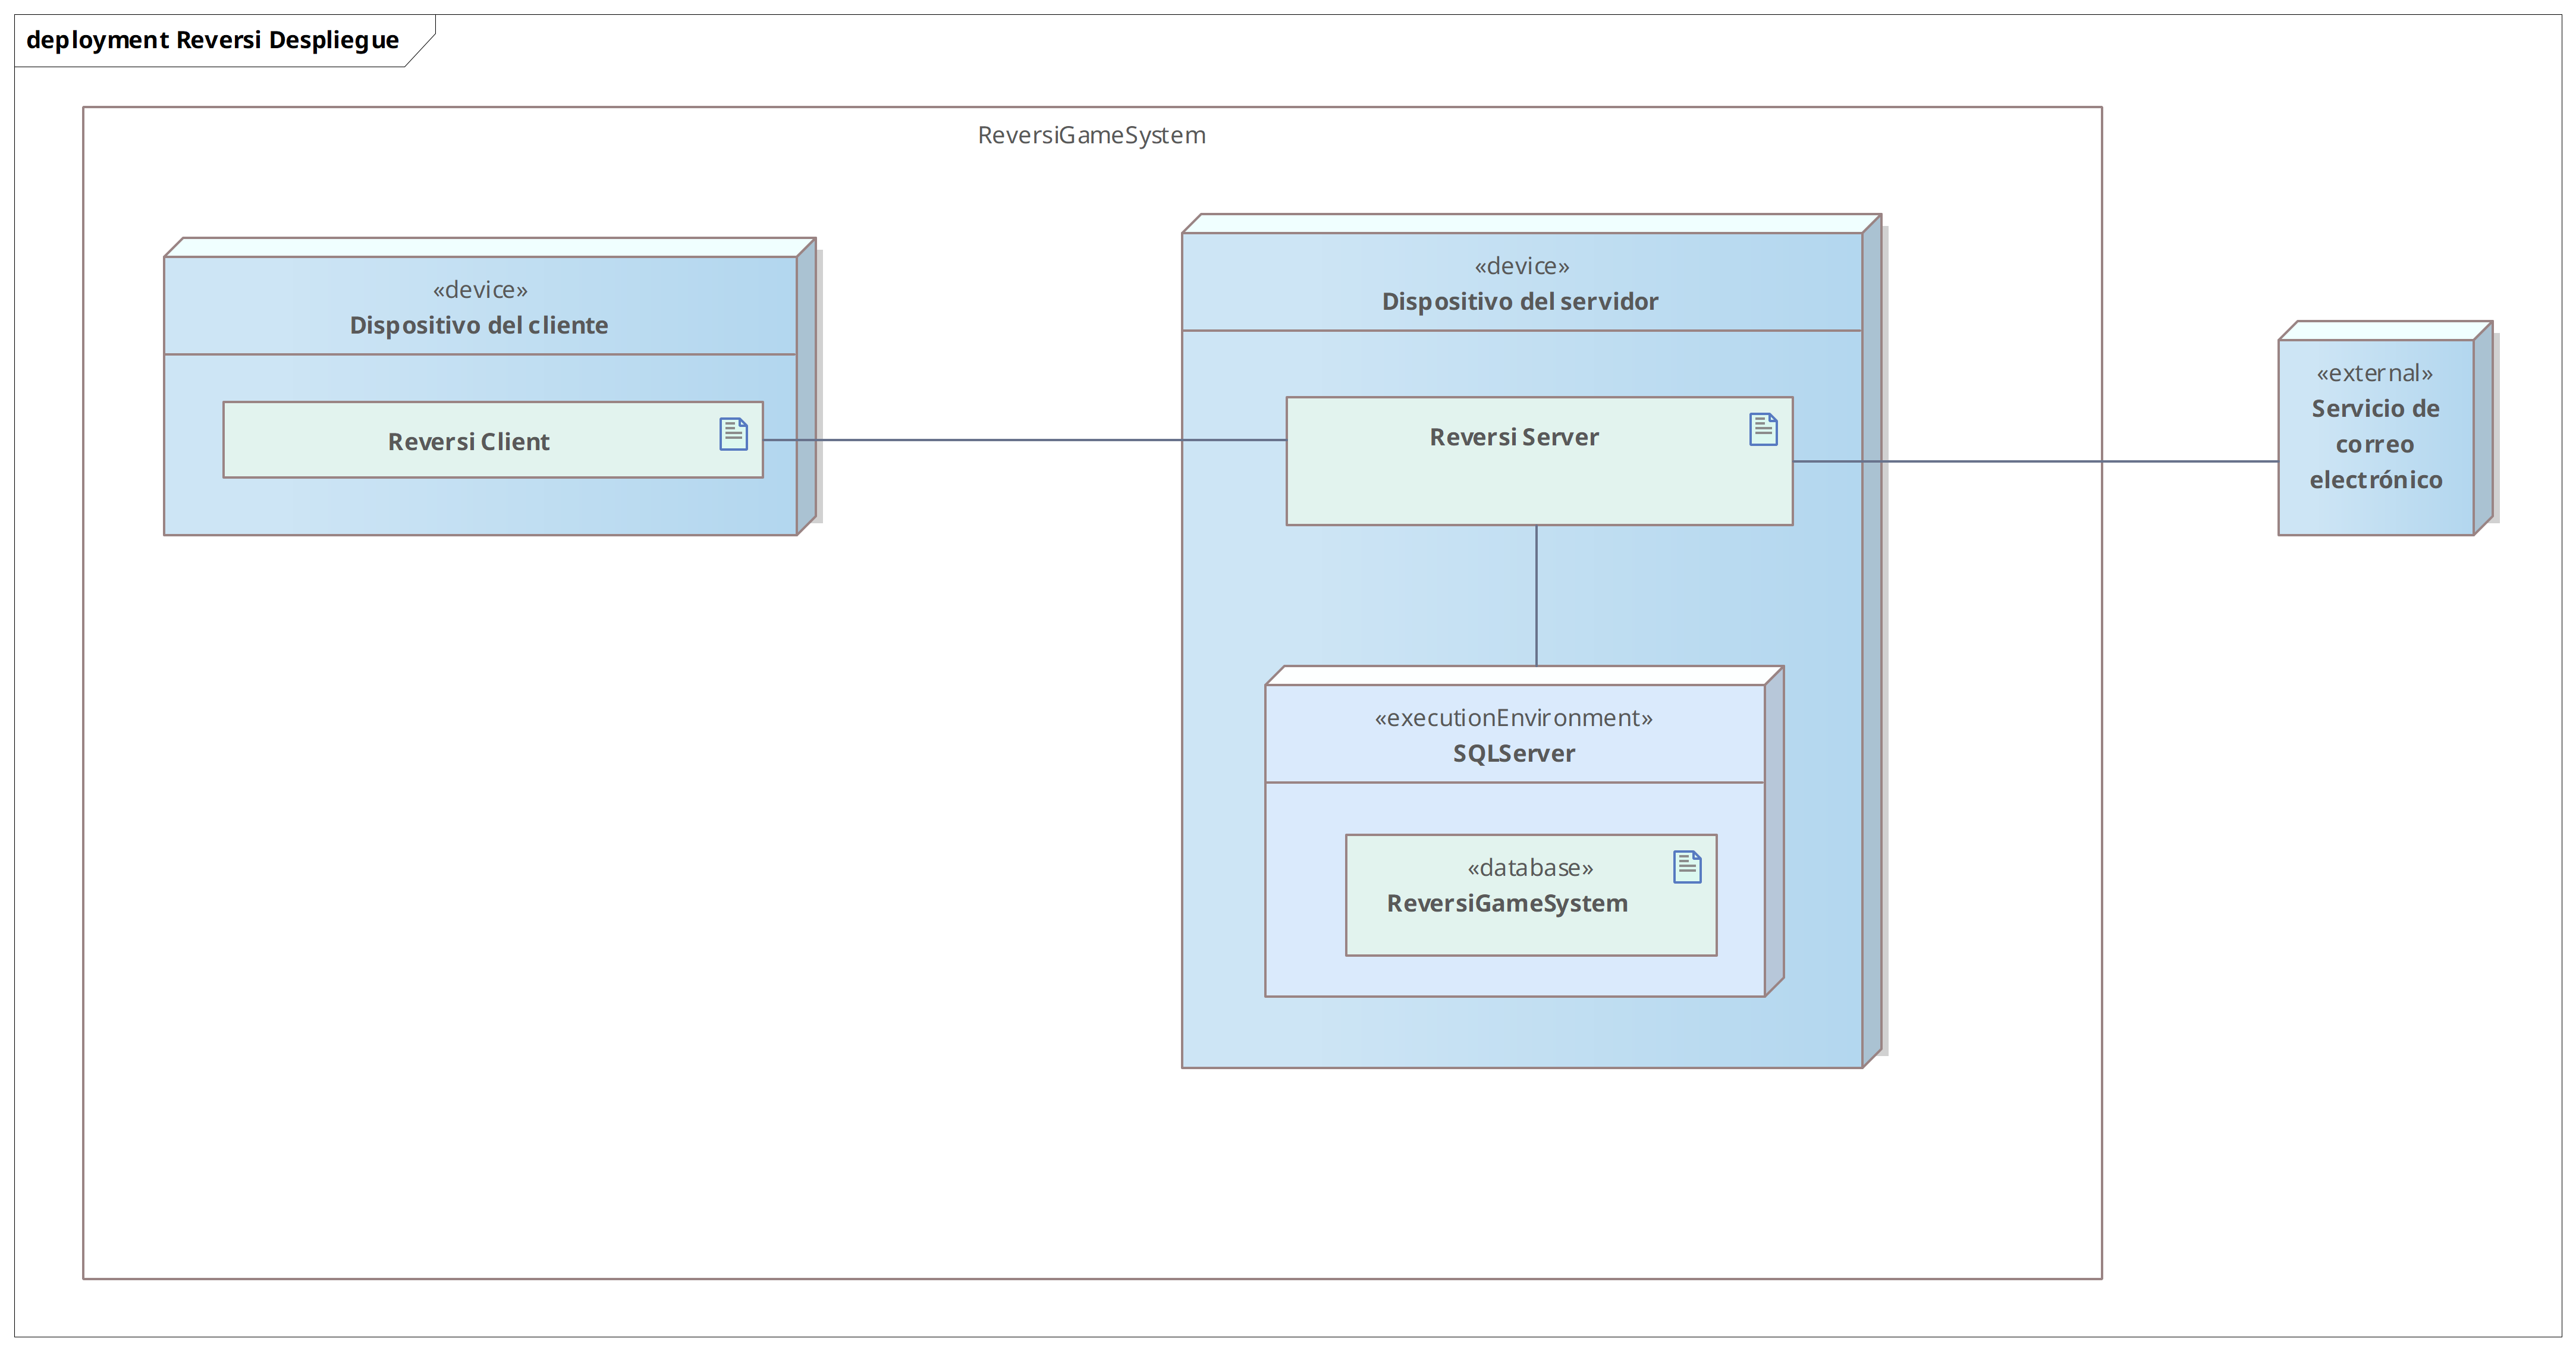 deployment Reversi Despliegue
ReversiGameSystem
«device»
Dispositivo del cliente
Reversi Client
«device»
Dispositivo del servidor
Reversi Server
«executionEnvironment»
SQLServer
«database»
ReversiGameSystem
«external»
Servicio de
correo
electrónico